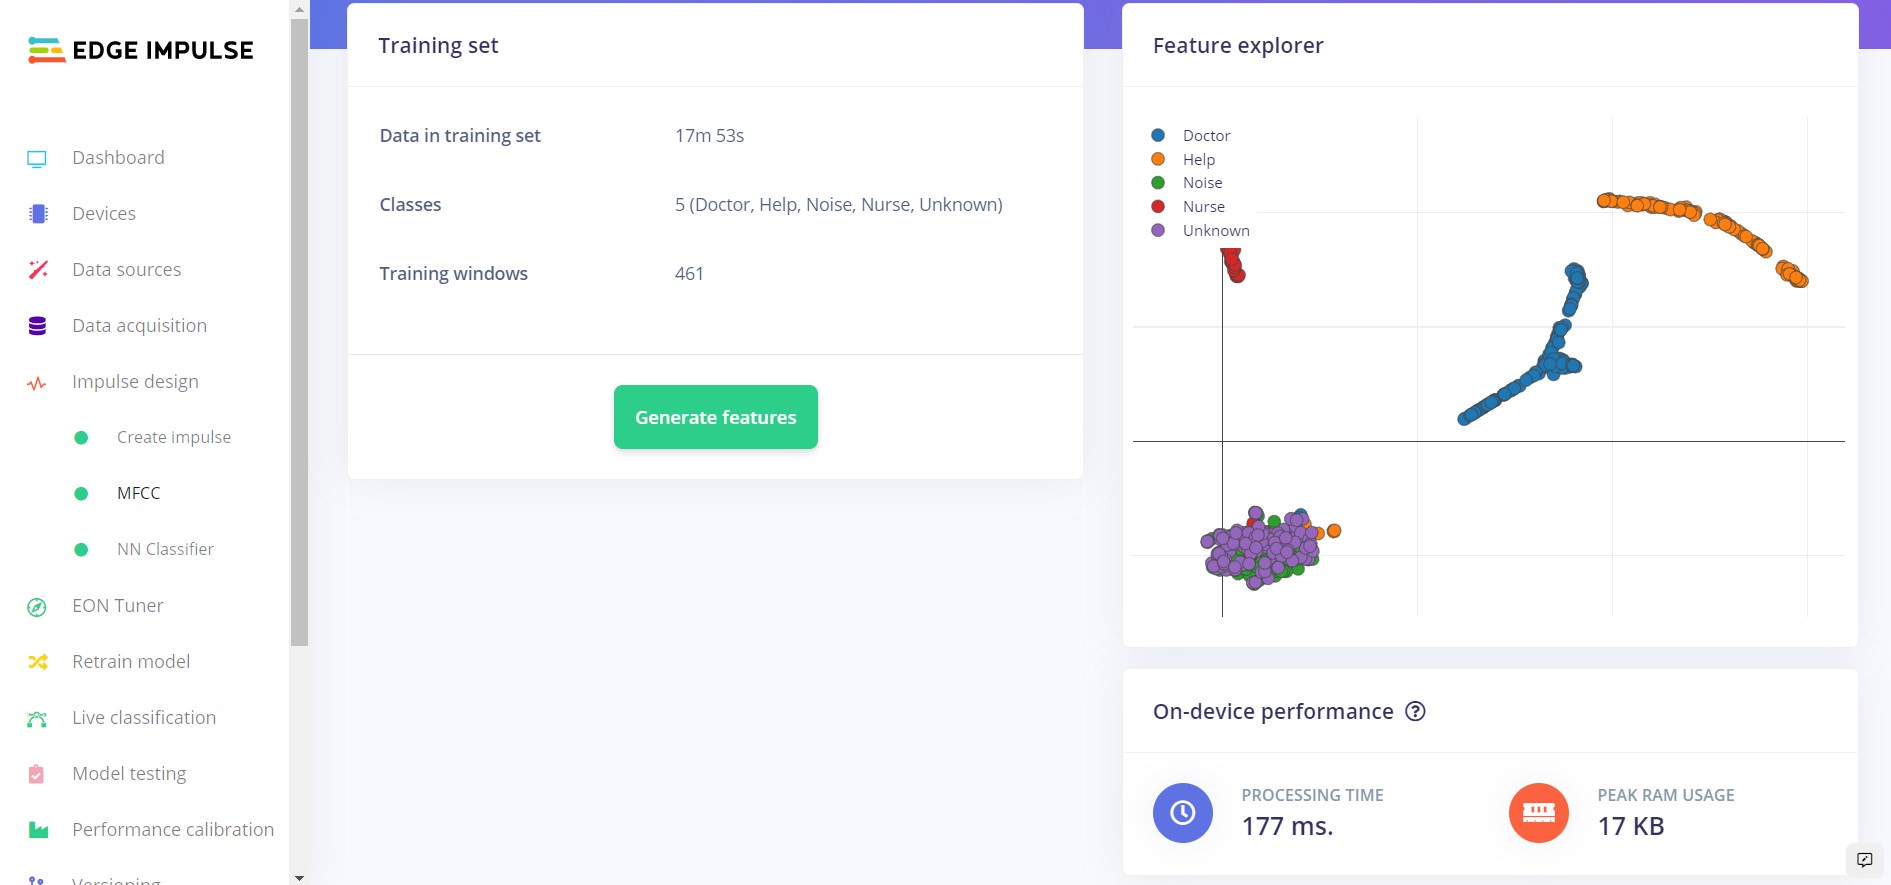 EDGE IMPULSE
Dashboard
Devices
Data sources
Data acquisition
Impulse design
Create impulse
MFCC
NN Classifier
EON Tuner
Retrain model
Live classification
Model testing
Performance calibration
Versioning
Training set
Data in training set 17m 53s
Classes 5 (Doctor, Help, Noise, Nurse, Unknown)
Training windows 461
Generate features
Feature explorer
Doctor
Help
Noise
Nurse
Unknown
On-device performance ?
PROCESSING TIME
177 ms.
PEAK RAM USAGE
17 KB